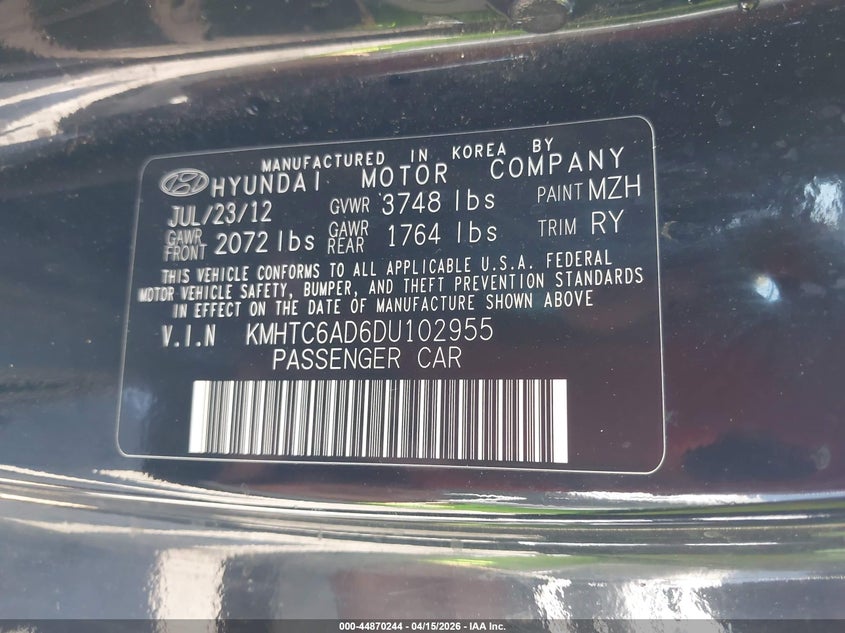 MANUFACTURED IN KOREA BY
HYUNDAI MOTOR COMPANY
JUL/23/12 GVWR 3748 lbs PAINT MZH
GAWR FRONT 2072 lbs GAWR REAR 1764 lbs TRIM RY
THIS VEHICLE CONFORMS TO ALL APPLICABLE U.S.A. FEDERAL
MOTOR VEHICLE SAFETY, BUMPER, AND THEFT PREVENTION STANDARDS
IN EFFECT ON THE DATE OF MANUFACTURE SHOWN ABOVE
V.I.N KMHTC6AD6DU102955
PASSENGER CAR
000-44870244 - 04/15/2026 - IAA Inc.